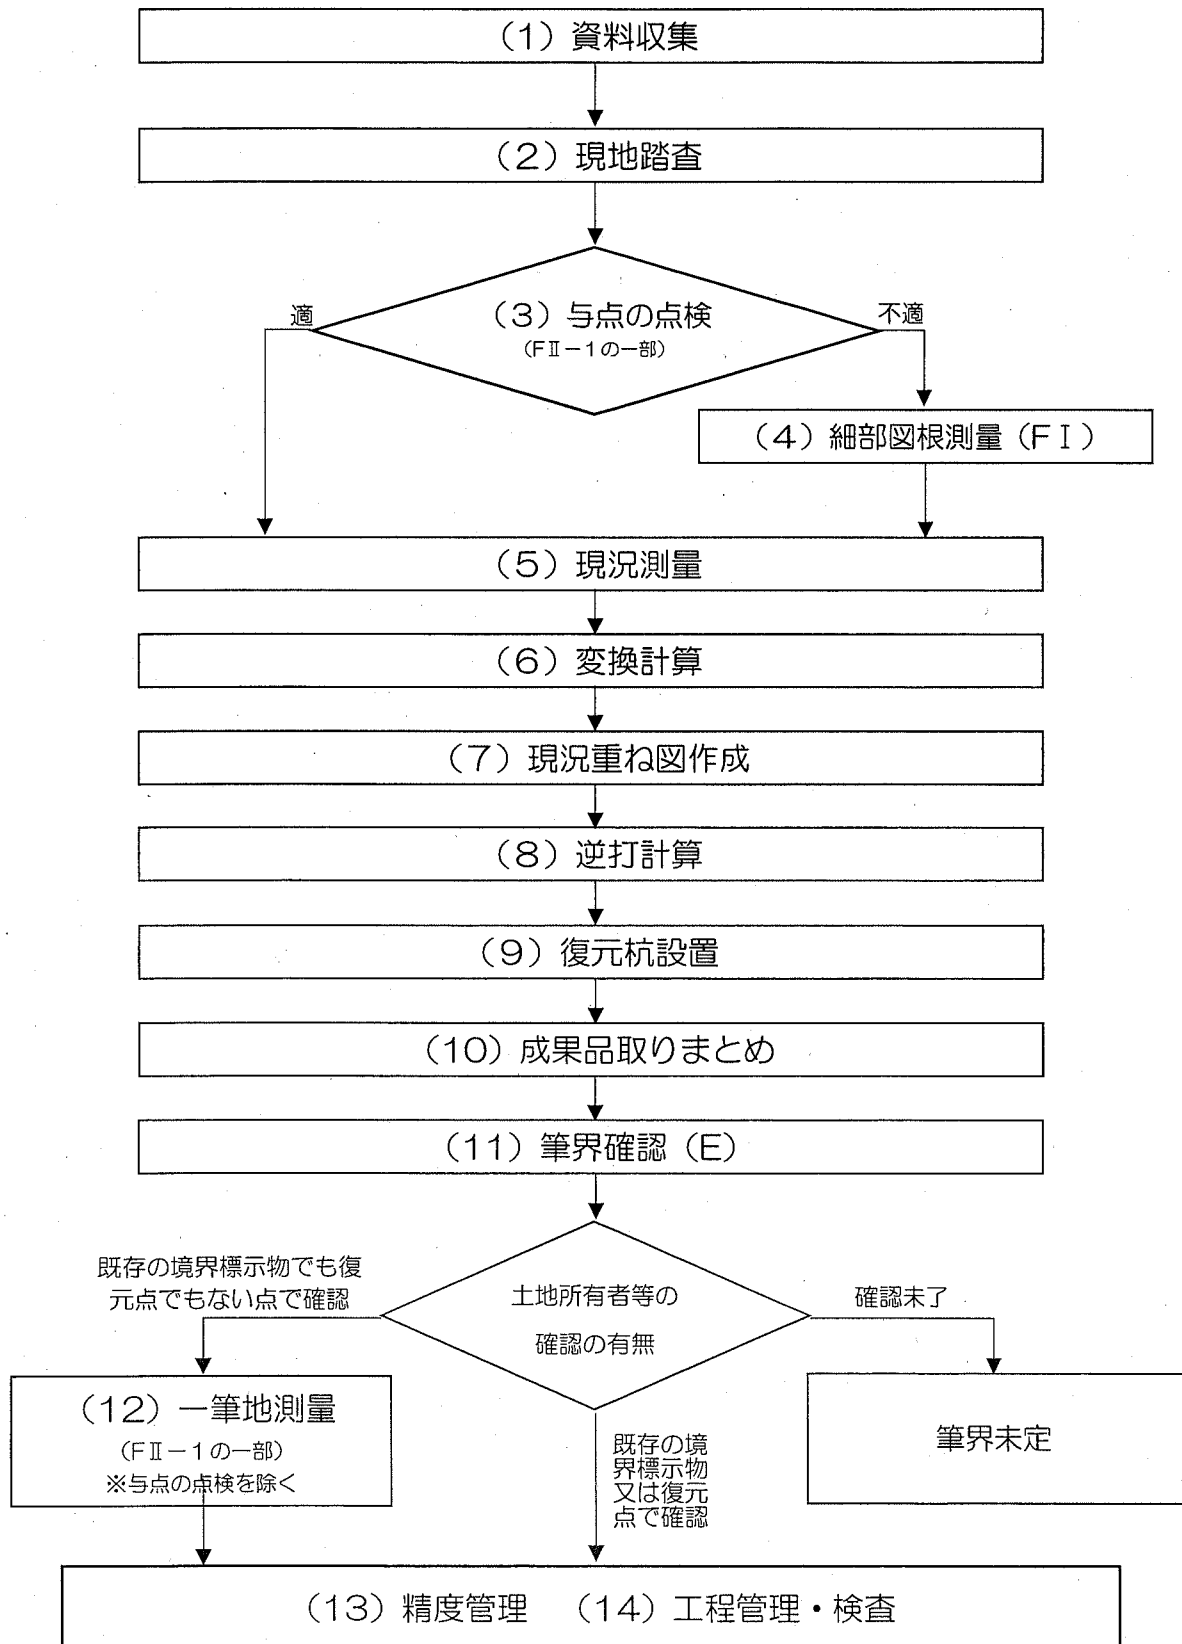 (1) 資料収集
(2) 現地踏査
適
(3) 与点の点検
(FⅡ-1の一部)
不適
(4) 細部図根測量 (FⅠ)
(5) 現況測量
(6) 変換計算
(7) 現況重ね図作成
(8) 逆打計算
(9) 復元杭設置
(10) 成果品取りまとめ
(11) 筆界確認 (E)
既存の境界標示物でも復
元点でもない点で確認
土地所有者等の
確認の有無
確認未了
(12) 一筆地測量
(FⅡ-1の一部)
※与点の点検を除く
既存の境
界標示物
又は復元
点で確認
筆界未定
(13) 精度管理 (14) 工程管理・検査